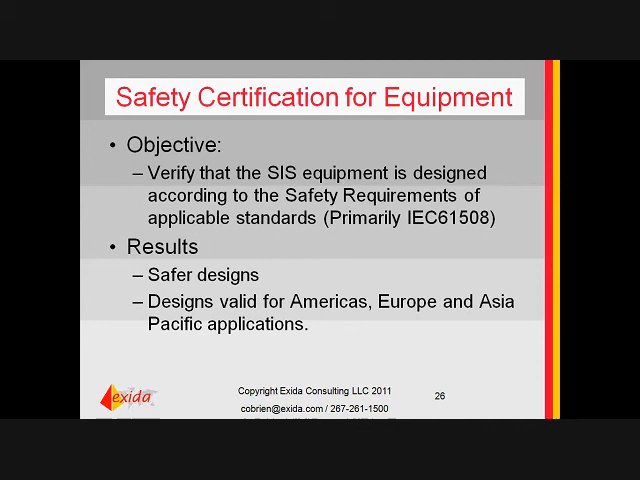 Safety Certification for Equipment
• Objective:
– Verify that the SIS equipment is designed
according to the Safety Requirements of
applicable standards (Primarily IEC61508)
• Results
– Safer designs
– Designs valid for Americas, Europe and Asia
Pacific applications.
exida
Copyright Exida Consulting LLC 2011
cobrien@exida.com / 267-261-1500
26